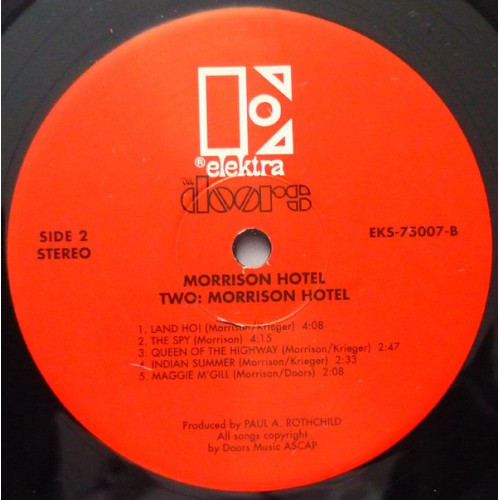 ® elektra
the
doors
SIDE 2
STEREO
EKS-75007-B
MORRISON HOTEL
TWO: MORRISON HOTEL
1. LAND HO! (Morrison/Krieger) 4:08
2. THE SPY (Morrison) 4:15
3. QUEEN OF THE HIGHWAY (Morrison/Krieger) 2:47
4. INDIAN SUMMER (Morrison/Krieger) 2:33
5. MAGGIE M'GILL (Morrison/Doors) 2:08
Produced by PAUL A. ROTHCHILD
All songs copyright
by Doors Music ASCAP